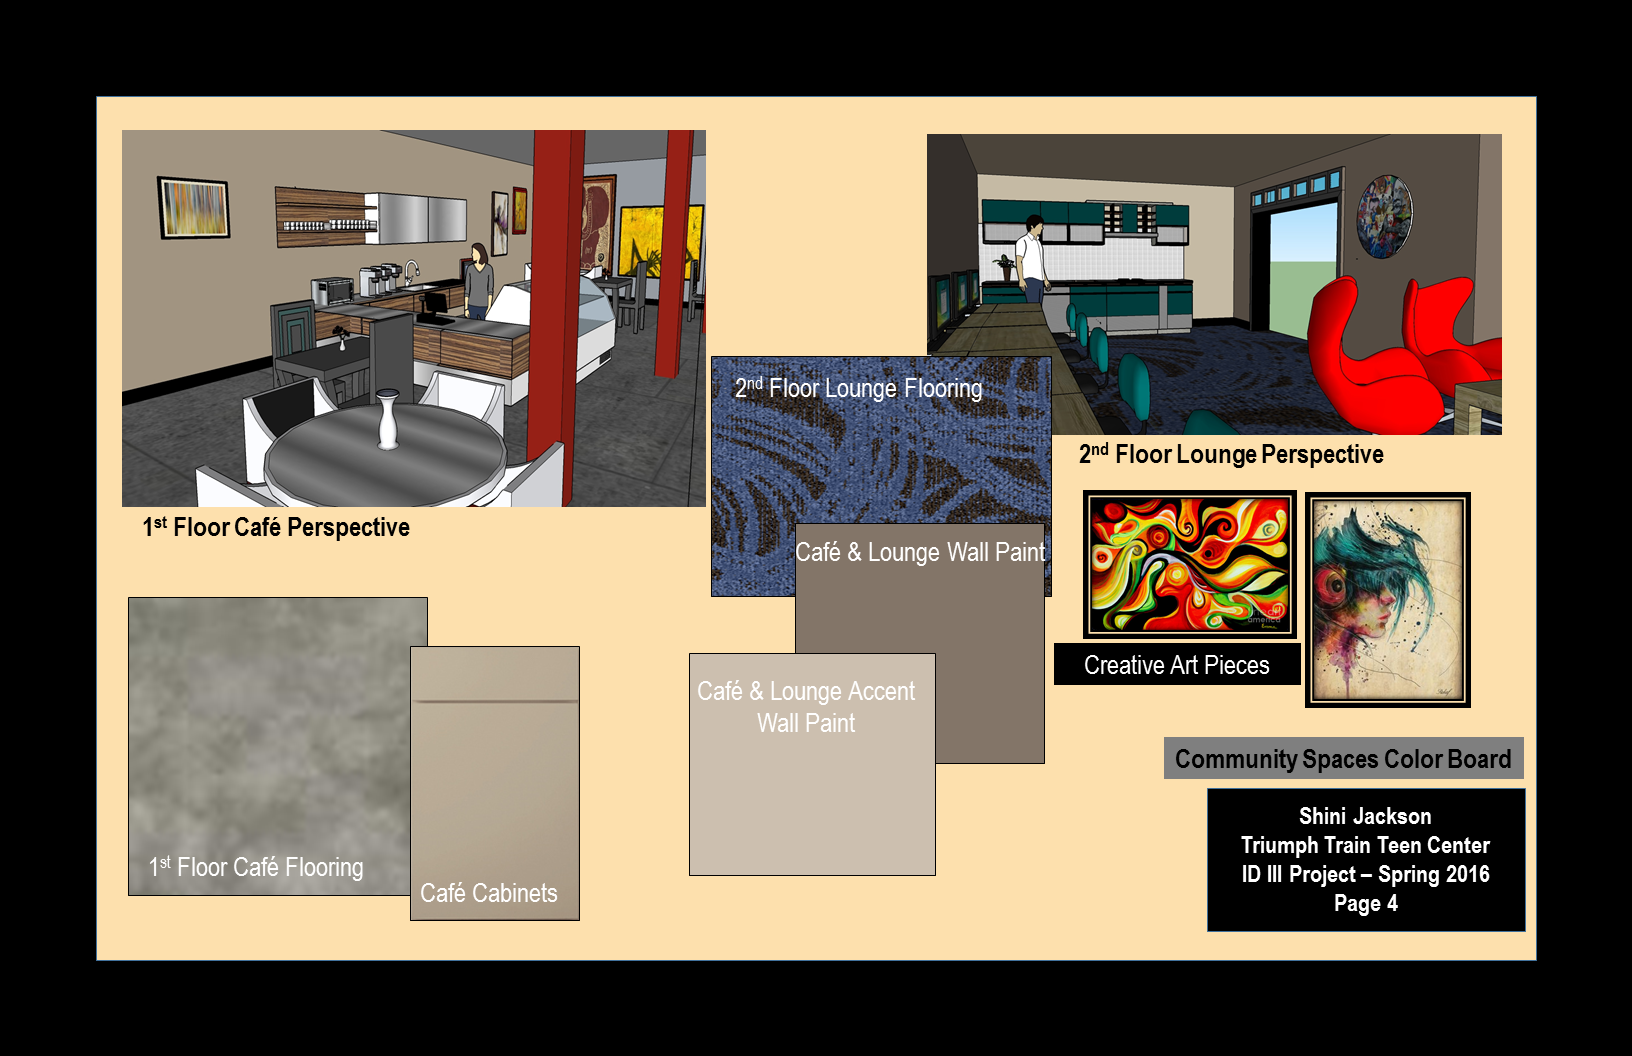 1st Floor Café Perspective
2nd Floor Lounge Flooring
2nd Floor Lounge Perspective
Café & Lounge Wall Paint
Café & Lounge Accent
Wall Paint
1st Floor Café Flooring
Café Cabinets
Creative Art Pieces
Community Spaces Color Board
Shini Jackson
Triumph Train Teen Center
ID III Project – Spring 2016
Page 4